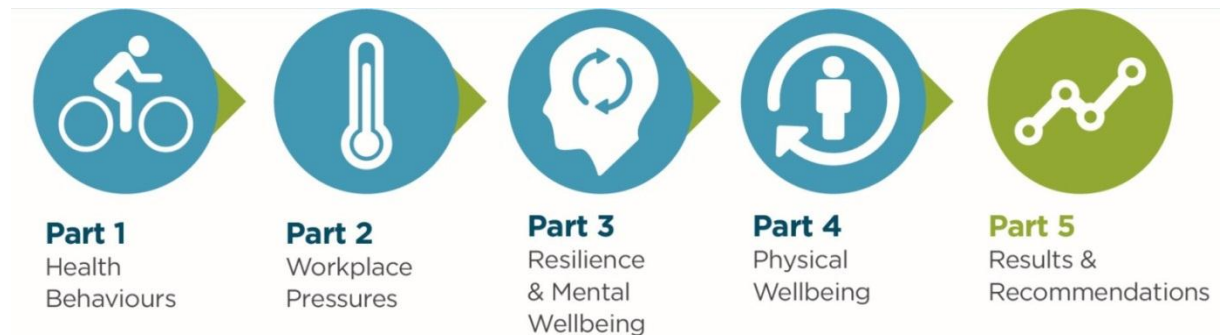 Part 1
Health
Behaviours
Part 2
Workplace
Pressures
Part 3
Resilience
& Mental
Wellbeing
Part 4
Physical
Wellbeing
Part 5
Results &
Recommendations